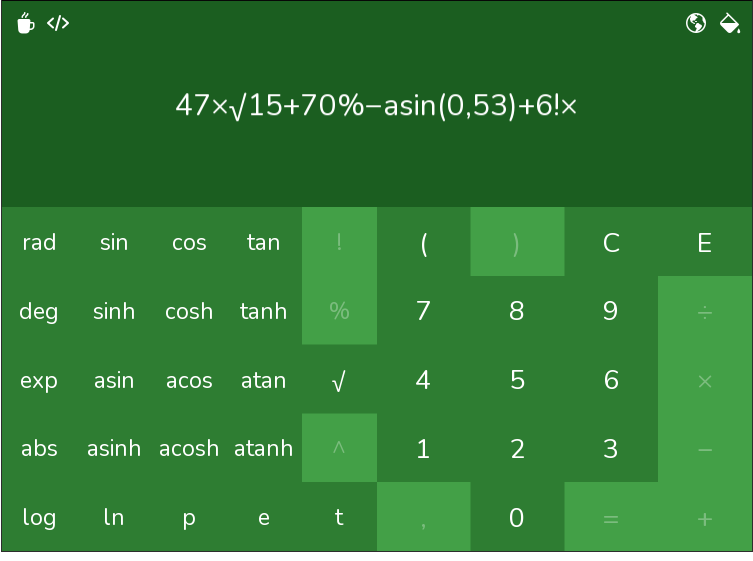 </>
47×√15+70%−asin(0,53)+6!×
rad sin cos tan ! ( ) C E
deg sinh cosh tanh % 7 8 9 ÷
exp asin acos atan √ 4 5 6 ×
abs asinh acosh atanh ^ 1 2 3 −
log ln p e t , 0 = +